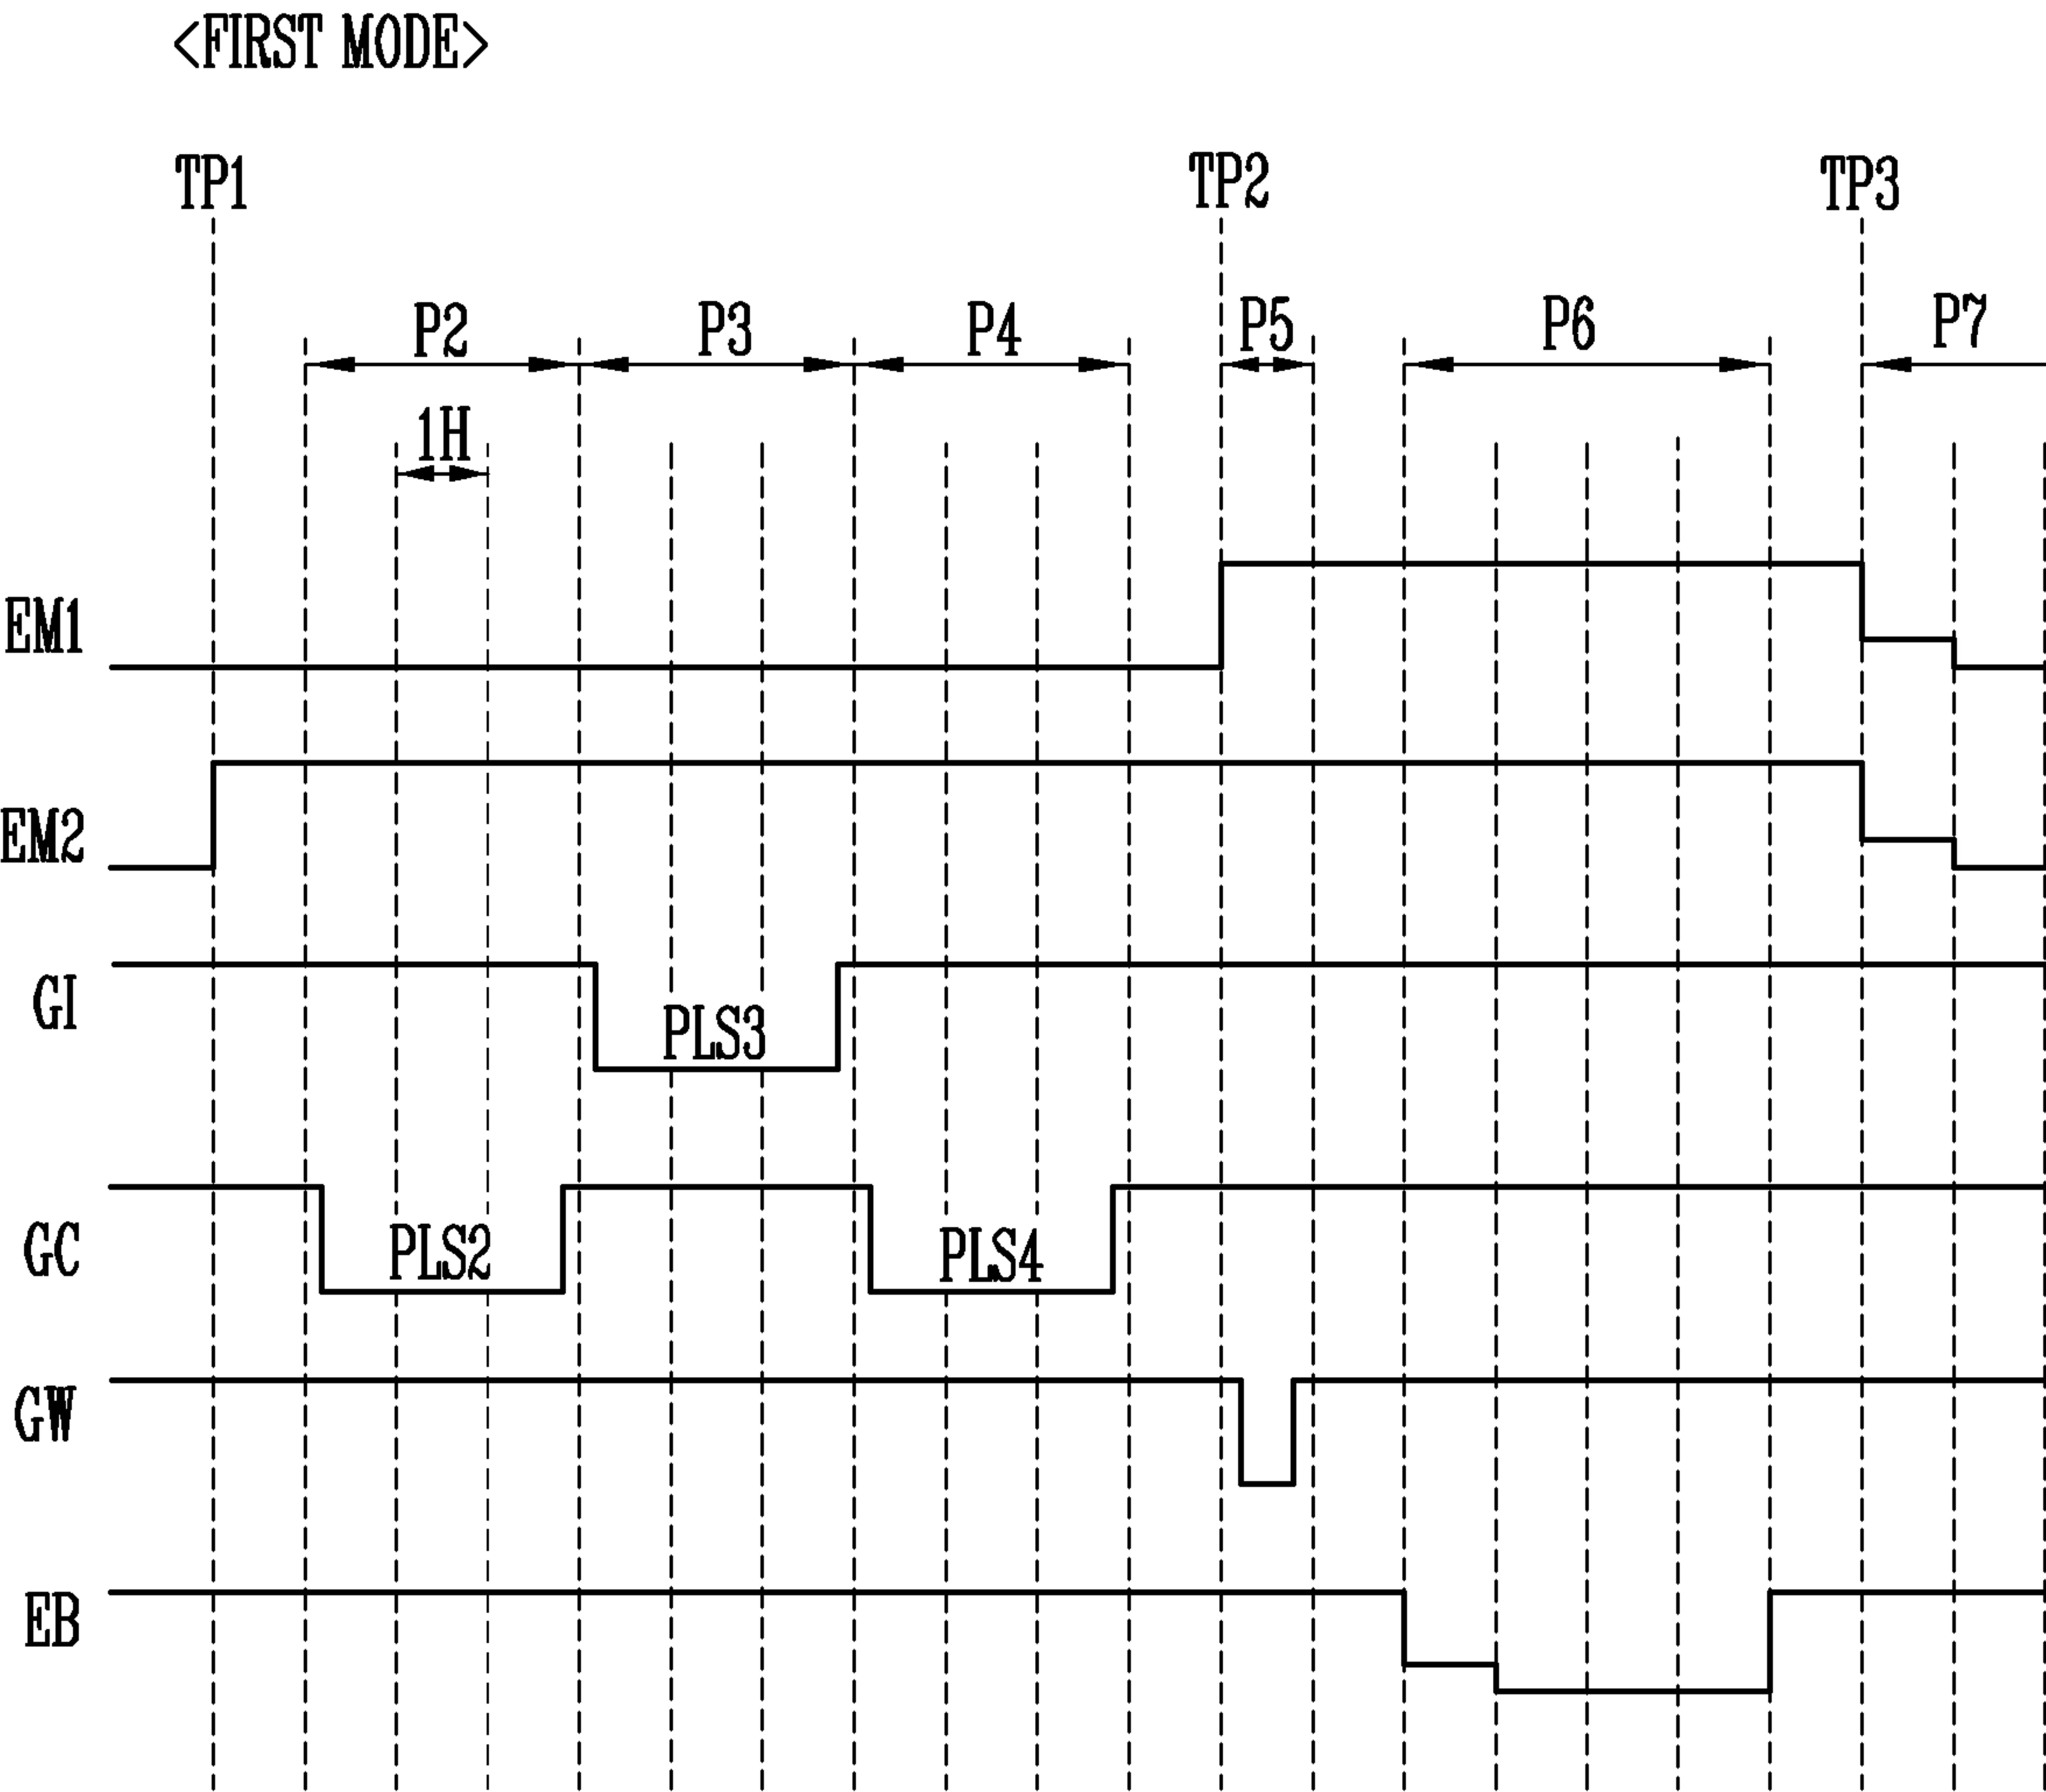 <FIRST MODE>
TP1 TP2 TP3
P2 P3 P4 P5 P6 P7
1H
EM1
EM2
GI
PLS3
GC
PLS2 PLS4
GW
EB